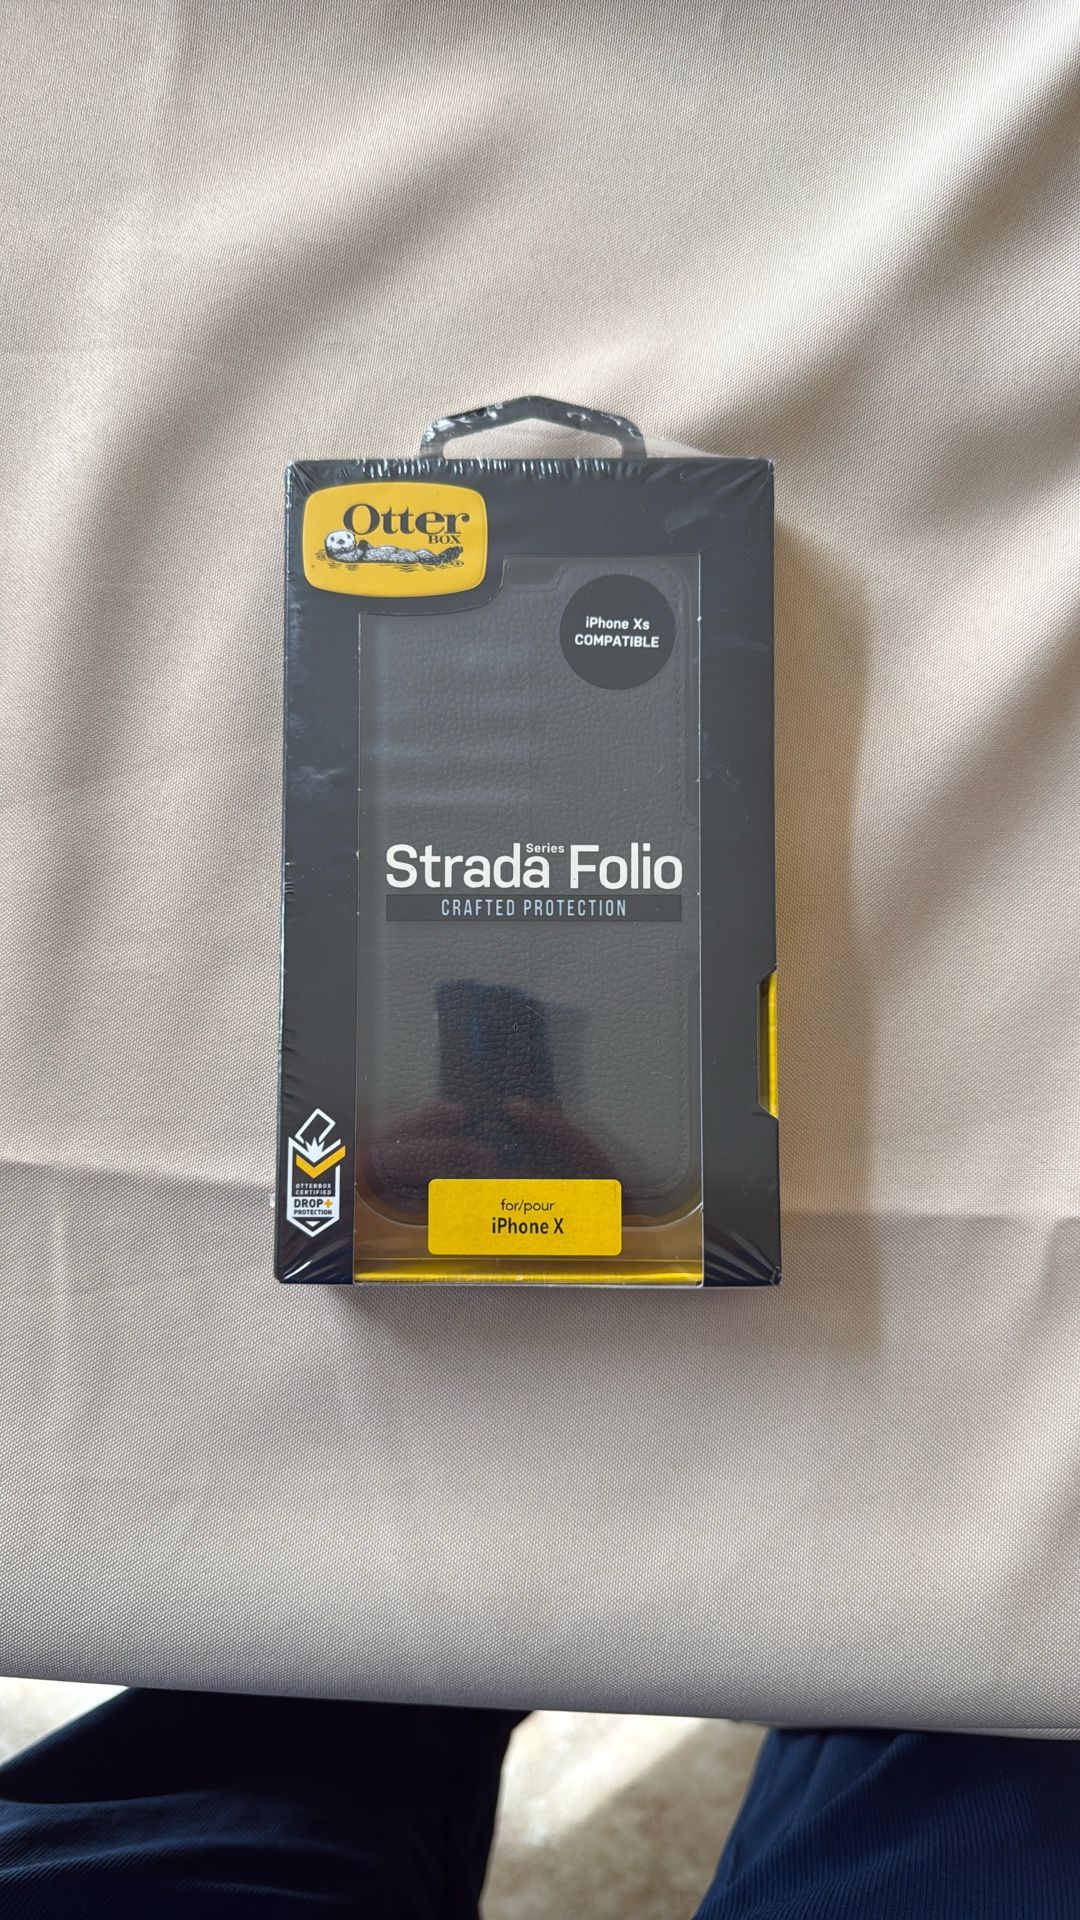 Otter
BOX
iPhone Xs
COMPATIBLE
Strada Series Folio
CRAFTED PROTECTION
OTTERBOX
CERTIFIED
DROP+
PROTECTION
for/pour
iPhone X